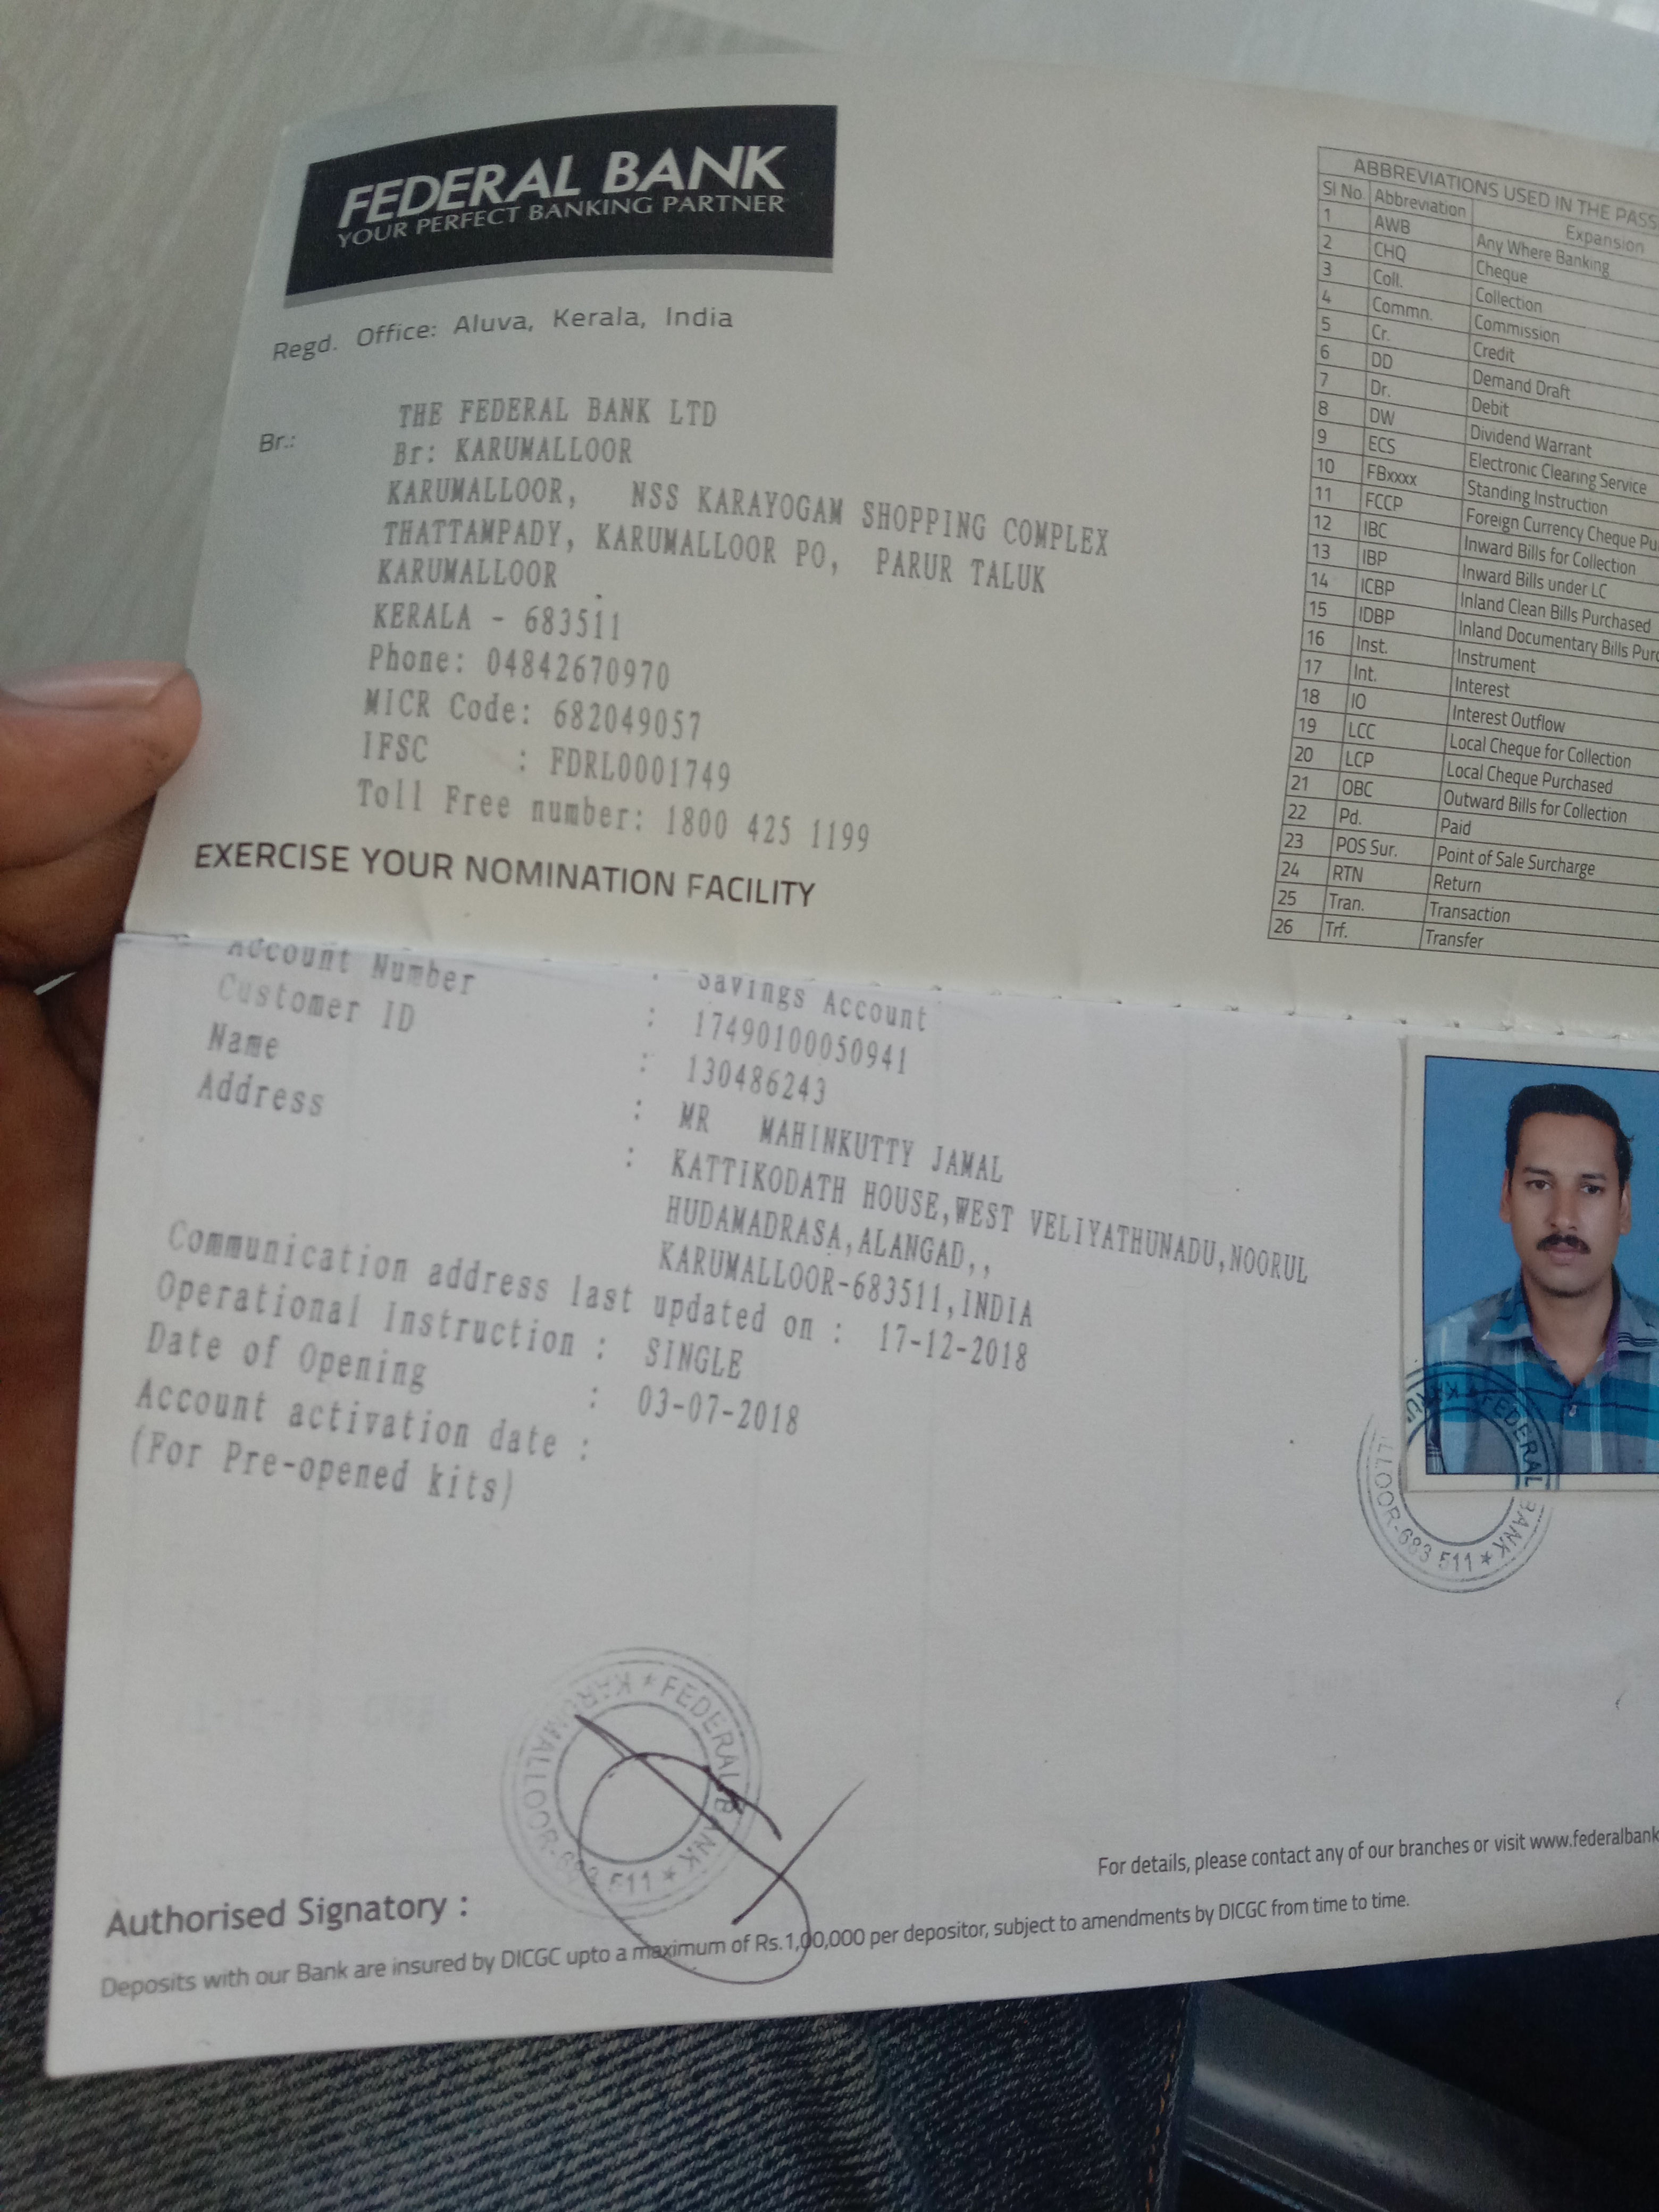 FEDERAL BANK
YOUR PERFECT BANKING PARTNER
Regd. Office: Aluva, Kerala, India
Br.:
THE FEDERAL BANK LTD
Br: KARUMALLOOR
KARUMALLOOR, NSS KARAYOGAM SHOPPING COMPLEX
THATTAMPADY, KARUMALLOOR PO, PARUR TALUK
KARUMALLOOR
KERALA - 683511
Phone: 04842670970
MICR Code: 682049057
IFSC : FDRL0001749
Toll Free number: 1800 425 1199
EXERCISE YOUR NOMINATION FACILITY
ABBREVIATIONS USED IN THE PASS
Sl No. Abbreviation Expansion
1 AWB Any Where Banking
2 CHQ Cheque
3 Coll. Collection
4 Commn. Commission
5 Cr. Credit
6 DD Demand Draft
7 Dr. Debit
8 DW Dividend Warrant
9 ECS Electronic Clearing Service
10 FBxxxx Standing Instruction
11 FCCP Foreign Currency Cheque Pu
12 IBC Inward Bills for Collection
13 IBP Inward Bills under LC
14 ICBP Inland Clean Bills Purchased
15 IDBP Inland Documentary Bills Purc
16 Inst. Instrument
17 Int. Interest
18 IO Interest Outflow
19 LCC Local Cheque for Collection
20 LCP Local Cheque Purchased
21 OBC Outward Bills for Collection
22 Pd. Paid
23 POS Sur. Point of Sale Surcharge
24 RTN Return
25 Tran. Transaction
26 Trf. Transfer
: Savings Account
Account Number : 17490100050941
Customer ID : 130486243
Name : MR MAHINKUTTY JAMAL
Address : KATTIKODATH HOUSE,WEST VELIYATHUNADU,NOORUL
HUDAMADRASA,ALANGAD,,
KARUMALLOOR-683511,INDIA
Communication address last updated on : 17-12-2018
Operational Instruction : SINGLE
Date of Opening : 03-07-2018
Account activation date :
(For Pre-opened kits)
FEDERAL BANK * LLOOR-683 511 *
FEDERAL BANK * KARUMALLOOR-683 511 *
Authorised Signatory :
For details, please contact any of our branches or visit www.federalbank
Deposits with our Bank are insured by DICGC upto a maximum of Rs.1,00,000 per depositor, subject to amendments by DICGC from time to time.